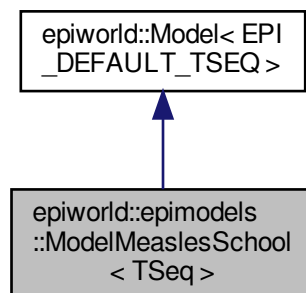 epiworld::Model< EPI
_DEFAULT_TSEQ >
epiworld::epimodels
::ModelMeaslesSchool
< TSeq >